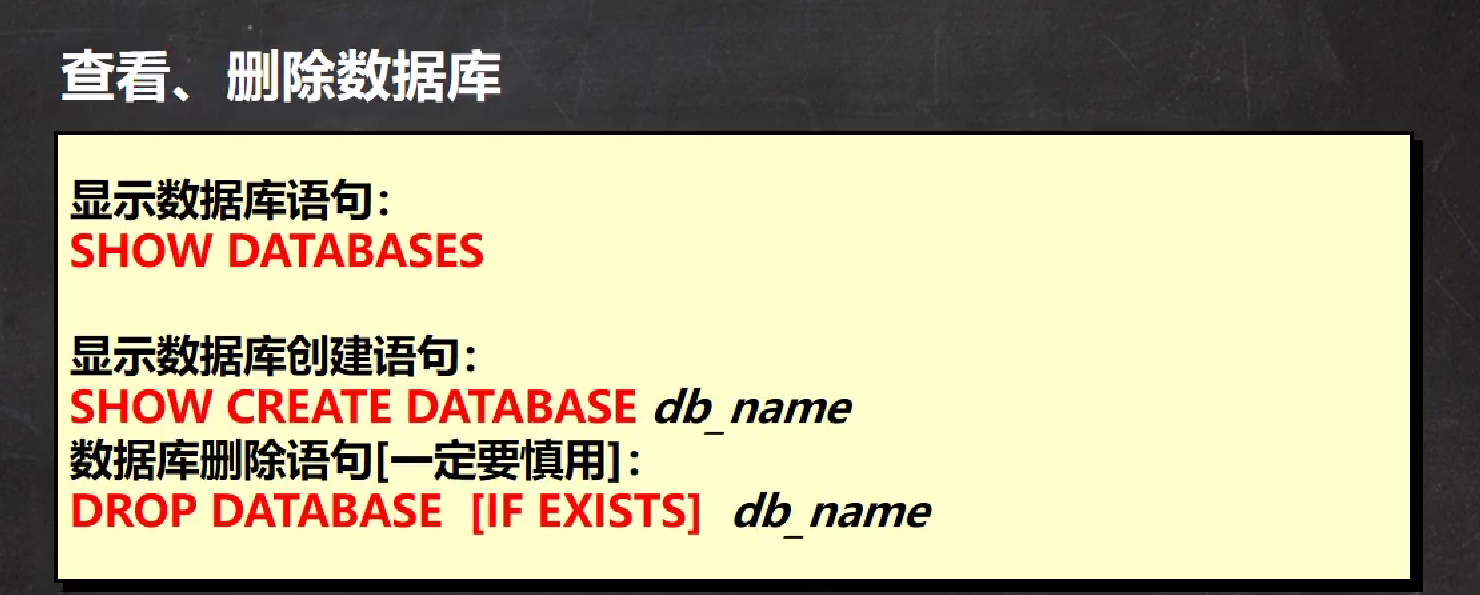 查看、删除数据库
显示数据库语句：
SHOW DATABASES
显示数据库创建语句：
SHOW CREATE DATABASE db_name
数据库删除语句[一定要慎用]：
DROP DATABASE [IF EXISTS] db_name